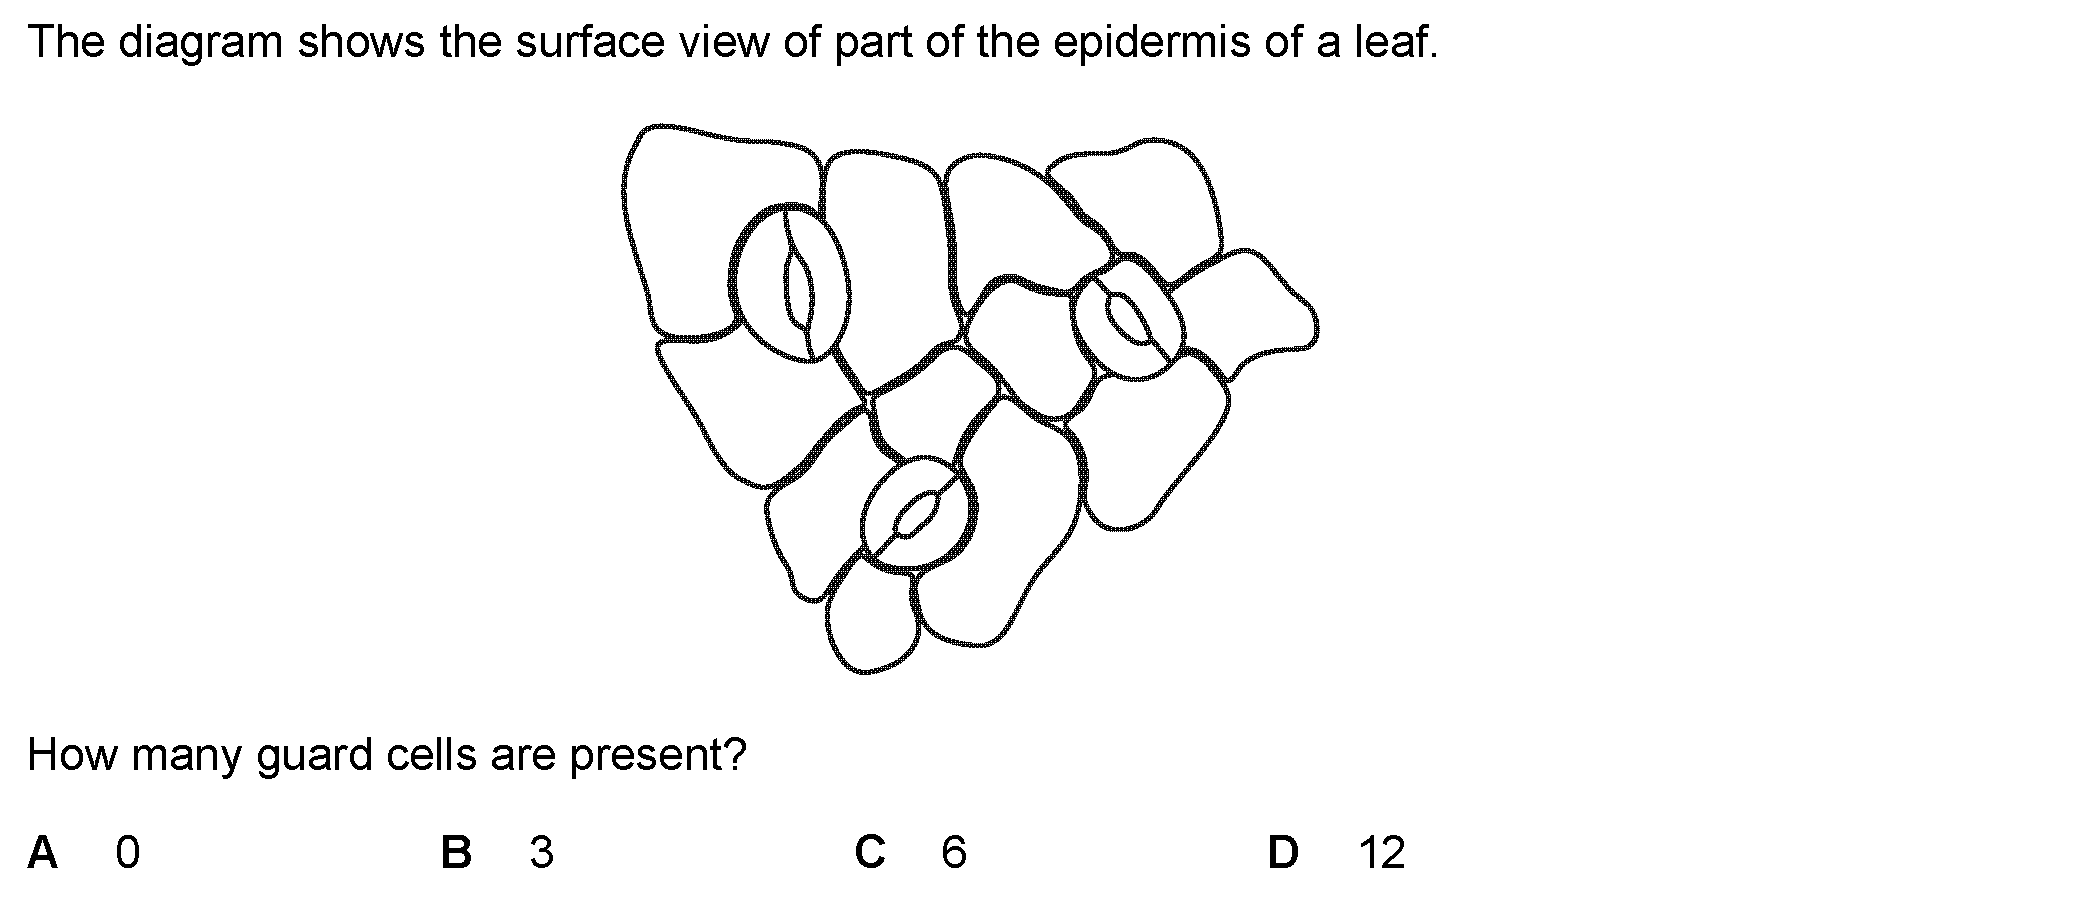 The diagram shows the surface view of part of the epidermis of a leaf.
How many guard cells are present?
A 0 B 3 C 6 D 12